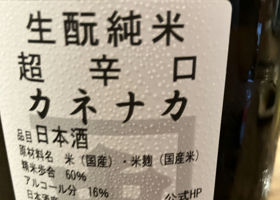 生酛純米
超辛口
カネナカ
品目 日本酒
原材料名 米(国産)・米麹(国産米)
精米歩合 60%
アルコール分 16%
公式HP